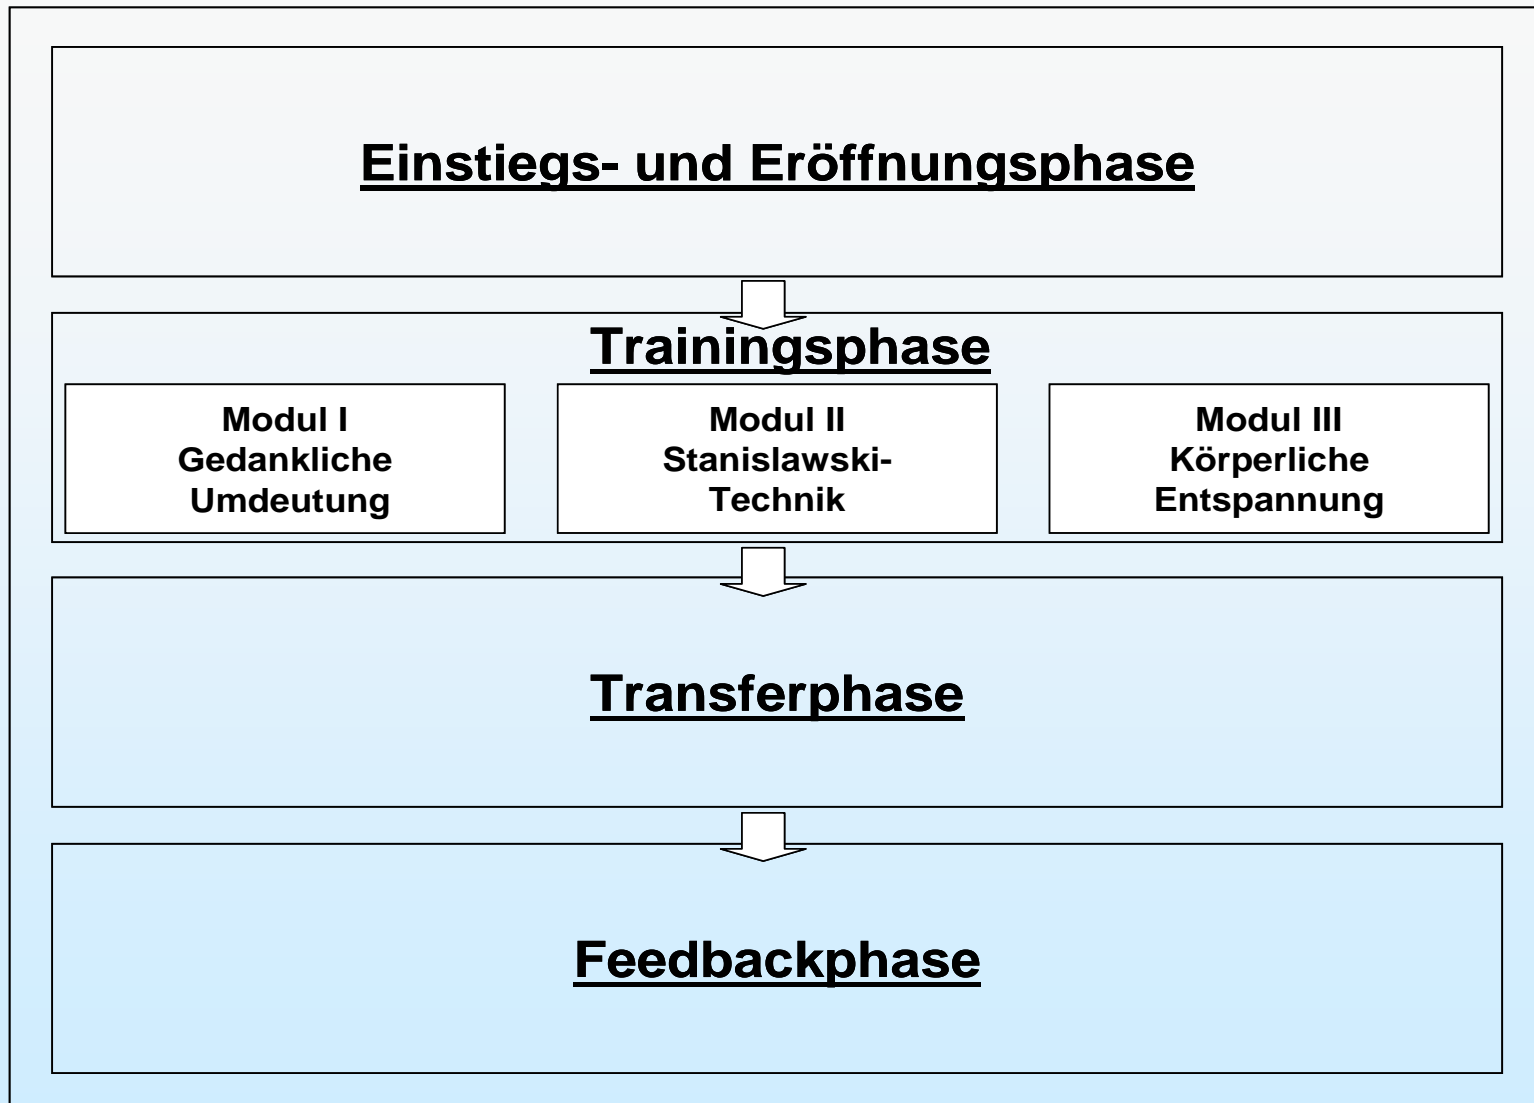 Einstiegs- und Eröffnungsphase
Trainingsphase
Modul I
Gedankliche
Umdeutung
Modul II
Stanislawski-
Technik
Modul III
Körperliche
Entspannung
Transferphase
Feedbackphase